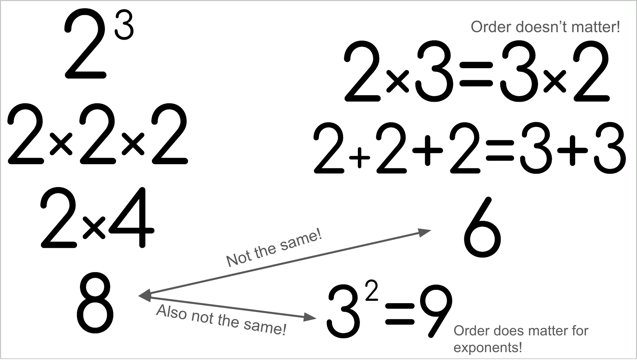 2³
2×2×2
2×4
8
Order doesn't matter!
2×3=3×2
2+2+2=3+3
6
Not the same!
Also not the same!
3²=9
Order does matter for
exponents!